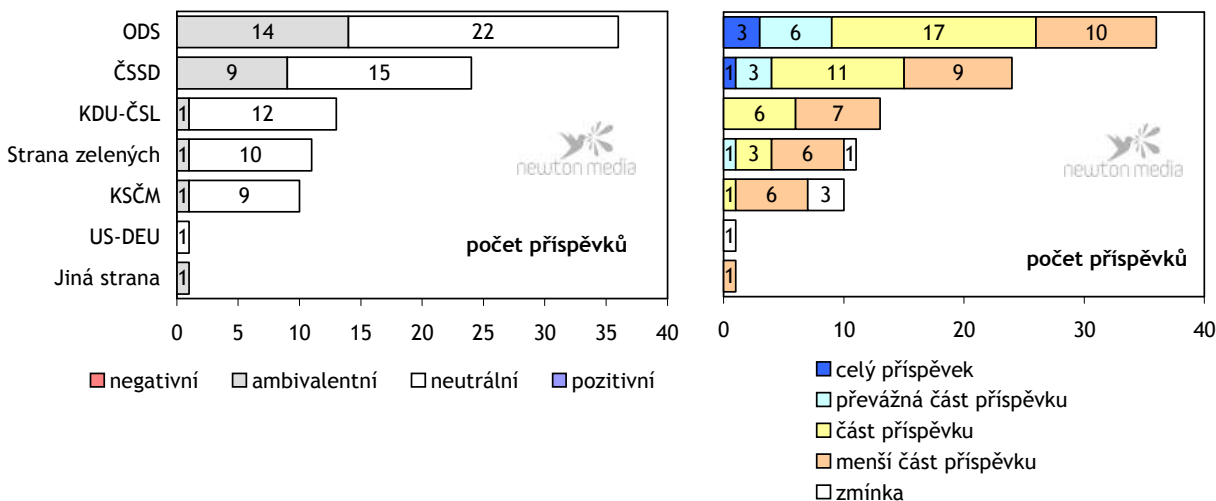 ODS
14
22
3
6
17
10
ČSSD
9
15
1
3
11
9
KDU-ČSL
1
12
6
7
Strana zelených
1
10
1
3
6
1
newton media
newton media
KSČM
1
9
1
6
3
US-DEU
1
počet příspěvků
1
počet příspěvků
Jiná strana
1
1
0 5 10 15 20 25 30 35 40
0 10 20 30 40
negativní ambivalentní neutrální pozitivní
celý příspěvek
převážná část příspěvku
část příspěvku
menší část příspěvku
zmínka